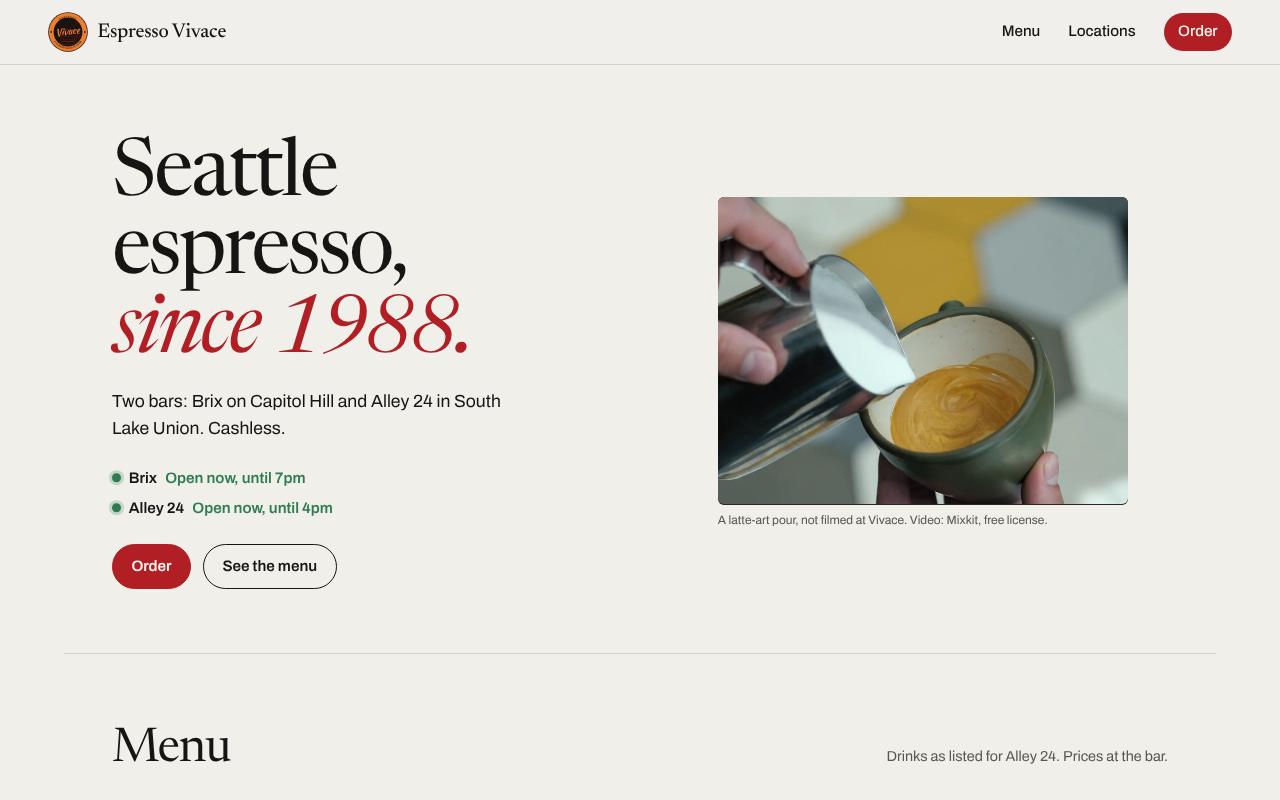 Vivace
Espresso Vivace
Menu
Locations
Order
Seattle
espresso,
since 1988.
Two bars: Brix on Capitol Hill and Alley 24 in South
Lake Union. Cashless.
Brix Open now, until 7pm
Alley 24 Open now, until 4pm
Order
See the menu
A latte-art pour, not filmed at Vivace. Video: Mixkit, free license.
Menu
Drinks as listed for Alley 24. Prices at the bar.